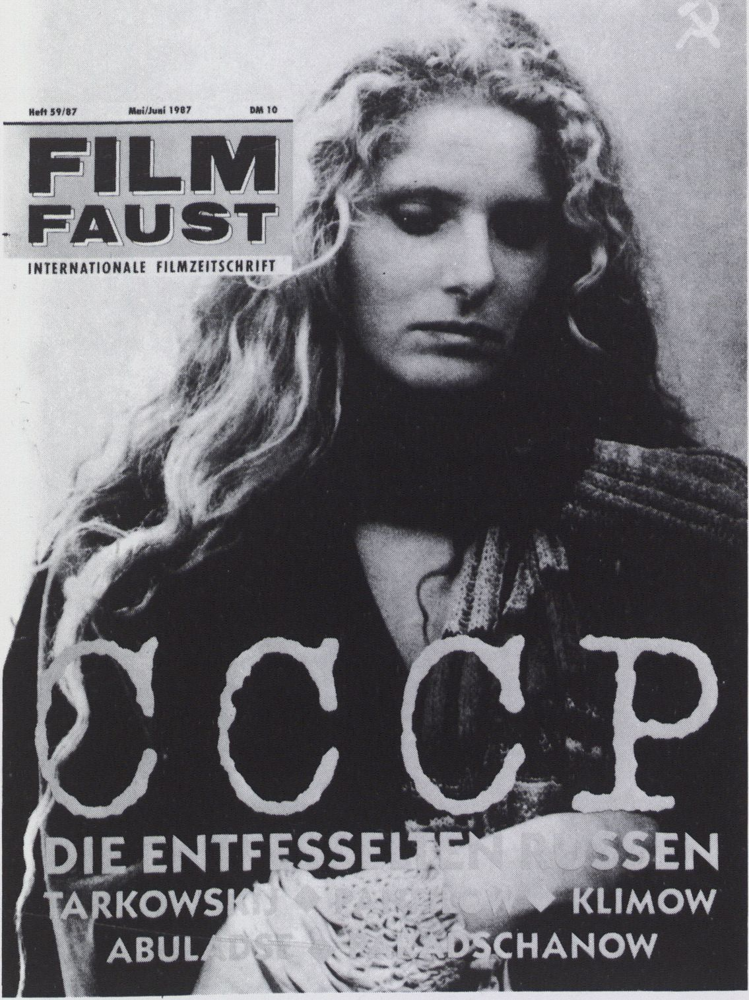 Heft 59/87 Mai/Juni 1987 DM 10
FILM
FAUST
INTERNATIONALE FILMZEITSCHRIFT
CCCP
DIE ENTFESSELTEN RUSSEN
TARKOWSKIJ ◆ ◆ KLIMOW
ABULADSE ◆ PARADSCHANOW